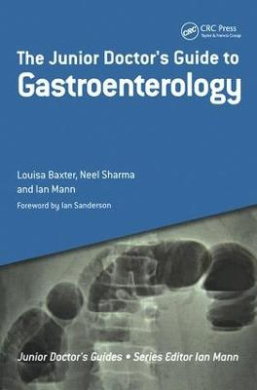 CRC
CRC Press
Taylor & Francis Group
The Junior Doctor's Guide to
Gastroenterology
Louisa Baxter, Neel Sharma
and Ian Mann
Foreword by Ian Sanderson
Junior Doctor's Guides • Series Editor Ian Mann